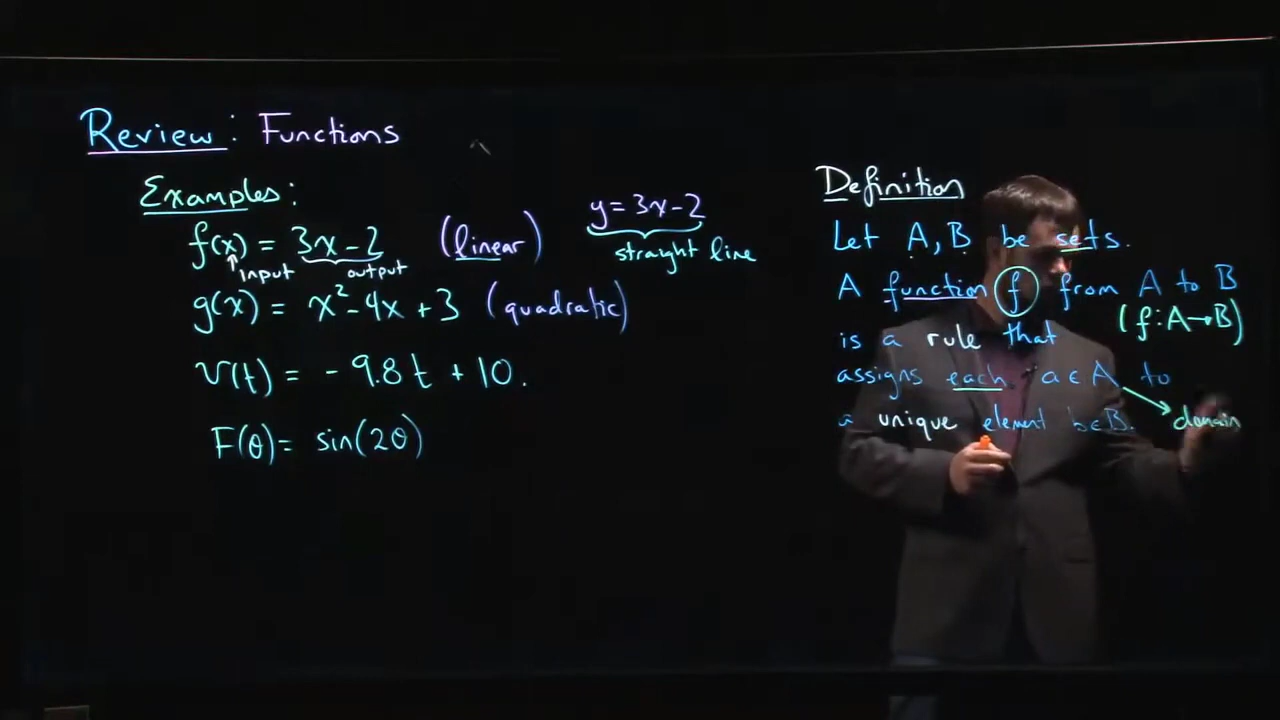 Review: Functions
Examples:
f(x) = 3x-2 (linear)
input output
y = 3x-2
straight line
g(x) = x² - 4x + 3 (quadratic)
v(t) = -9.8t + 10.
F(θ) = sin(2θ)
Definition
Let A, B be sets.
A function f from A to B
(f: A→B)
is a rule that
assigns each a ∈ A to
a unique element b ∈ B.
domain